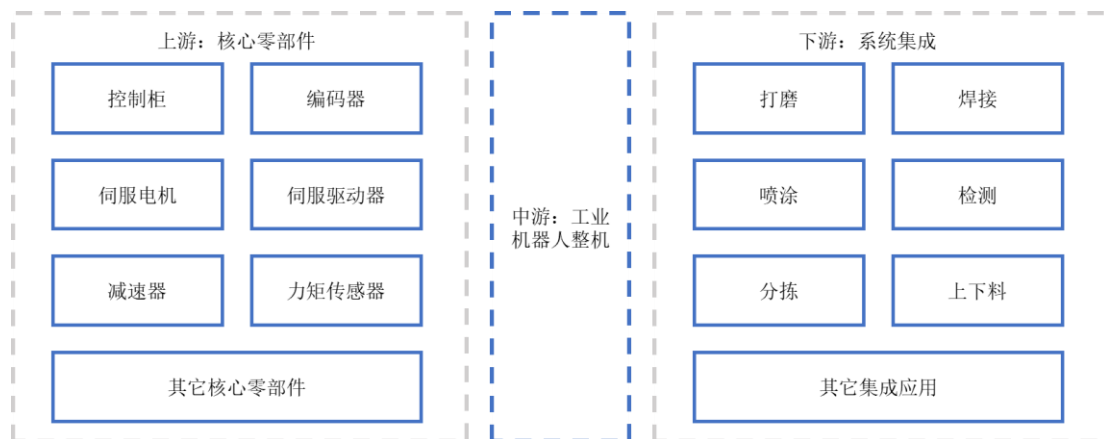 上游：核心零部件
控制柜
编码器
伺服电机
伺服驱动器
减速器
力矩传感器
其它核心零部件
中游：工业
机器人整机
下游：系统集成
打磨
焊接
喷涂
检测
分拣
上下料
其它集成应用